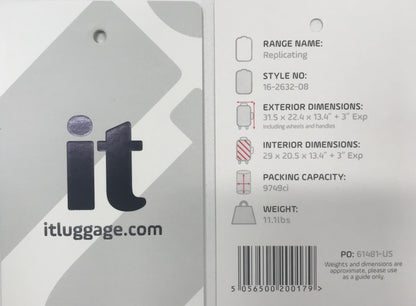 it
itluggage.com
RANGE NAME:
Replicating
STYLE NO:
16-2632-08
EXTERIOR DIMENSIONS:
31.5 x 22.4 x 13.4" + 3" Exp
including wheels and handles
INTERIOR DIMENSIONS:
29 x 20.5 x 13.4" + 3" Exp
PACKING CAPACITY:
9749ci
WEIGHT:
11.1lbs
PO: 61481-US
Weights and dimensions are
approximate, please use
as a guide only.
5 056500 200179 >